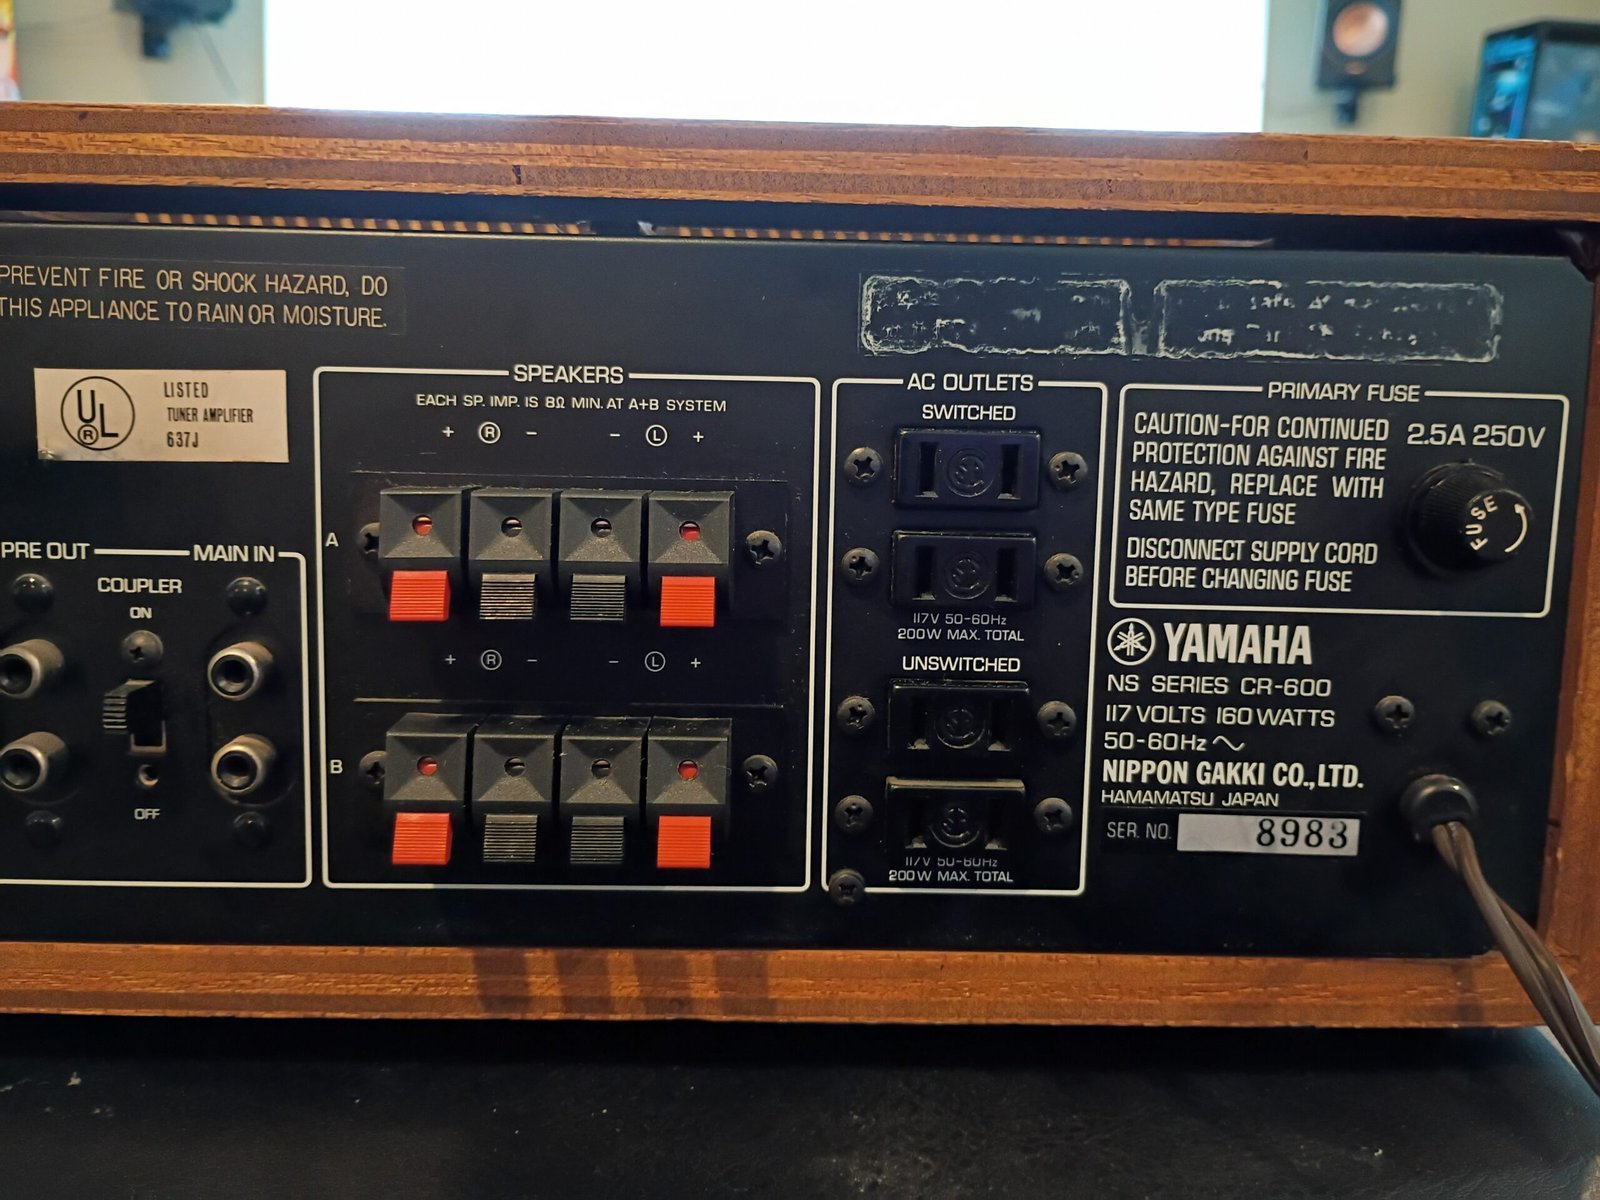 PREVENT FIRE OR SHOCK HAZARD, DO
THIS APPLIANCE TO RAIN OR MOISTURE.
UL
®
LISTED
TUNER AMPLIFIER
637J
PRE OUT
MAIN IN
COUPLER
ON
OFF
SPEAKERS
EACH SP. IMP. IS 8Ω MIN. AT A+B SYSTEM
+ Ⓡ − − Ⓛ +
A
+ Ⓡ − − Ⓛ +
B
AC OUTLETS
SWITCHED
117V 50-60Hz
200W MAX. TOTAL
UNSWITCHED
117V 50-60Hz
200W MAX. TOTAL
PRIMARY FUSE
CAUTION-FOR CONTINUED
PROTECTION AGAINST FIRE
HAZARD, REPLACE WITH
SAME TYPE FUSE
DISCONNECT SUPPLY CORD
BEFORE CHANGING FUSE
2.5A 250V
FUSE
YAMAHA
NS SERIES CR-600
117 VOLTS 160 WATTS
50-60Hz ∼
NIPPON GAKKI CO., LTD.
HAMAMATSU JAPAN
SER. NO. 8983